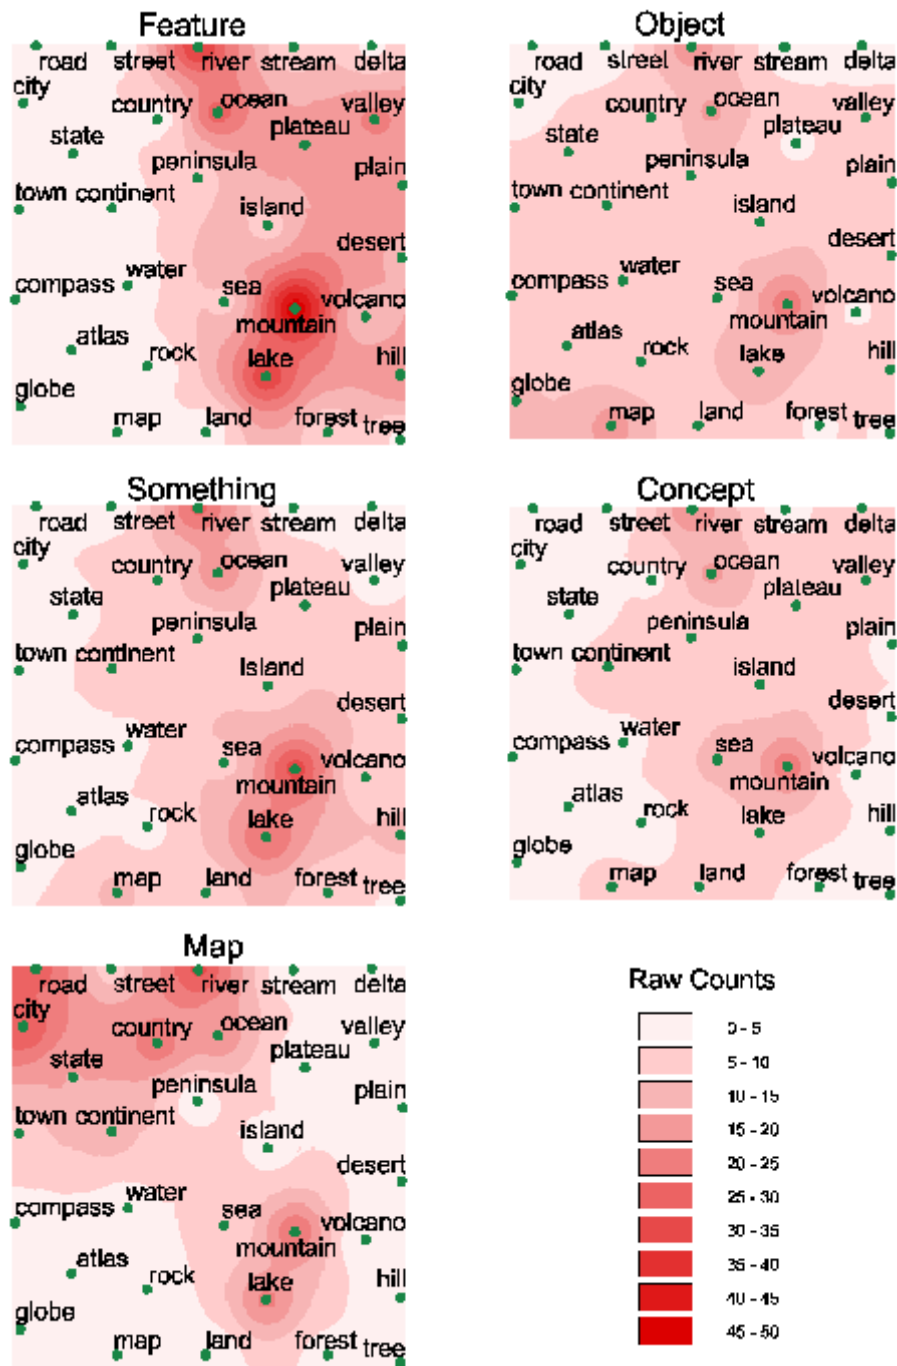 Feature
road street river stream delta
city country ocean valley
state plateau
peninsula plain
town continent island
desert
compass water sea volcano
mountain
atlas rock lake hill
globe
map land forest tree
Object
road street river stream delta
city country ocean valley
state plateau
peninsula plain
town continent island
desert
compass water sea volcano
mountain
atlas rock lake hill
globe
map land forest tree
Something
road street river stream delta
city country ocean valley
state plateau
peninsula plain
town continent Island
desert
compass water sea volcano
mountain
atlas rock lake hill
globe
map land forest tree
Concept
road street river stream delta
city country ocean valley
state plateau
peninsula plain
town continent island
desert
compass water sea volcano
mountain
atlas rock lake hill
globe
map land forest tree
Map
road street river stream delta
city country ocean valley
state plateau
peninsula plain
town continent island
desert
compass water sea volcano
mountain
atlas rock lake hill
globe
map land forest tree
Raw Counts
0 - 5
5 - 10
10 - 15
15 - 20
20 - 25
25 - 30
30 - 35
35 - 40
40 - 45
45 - 50